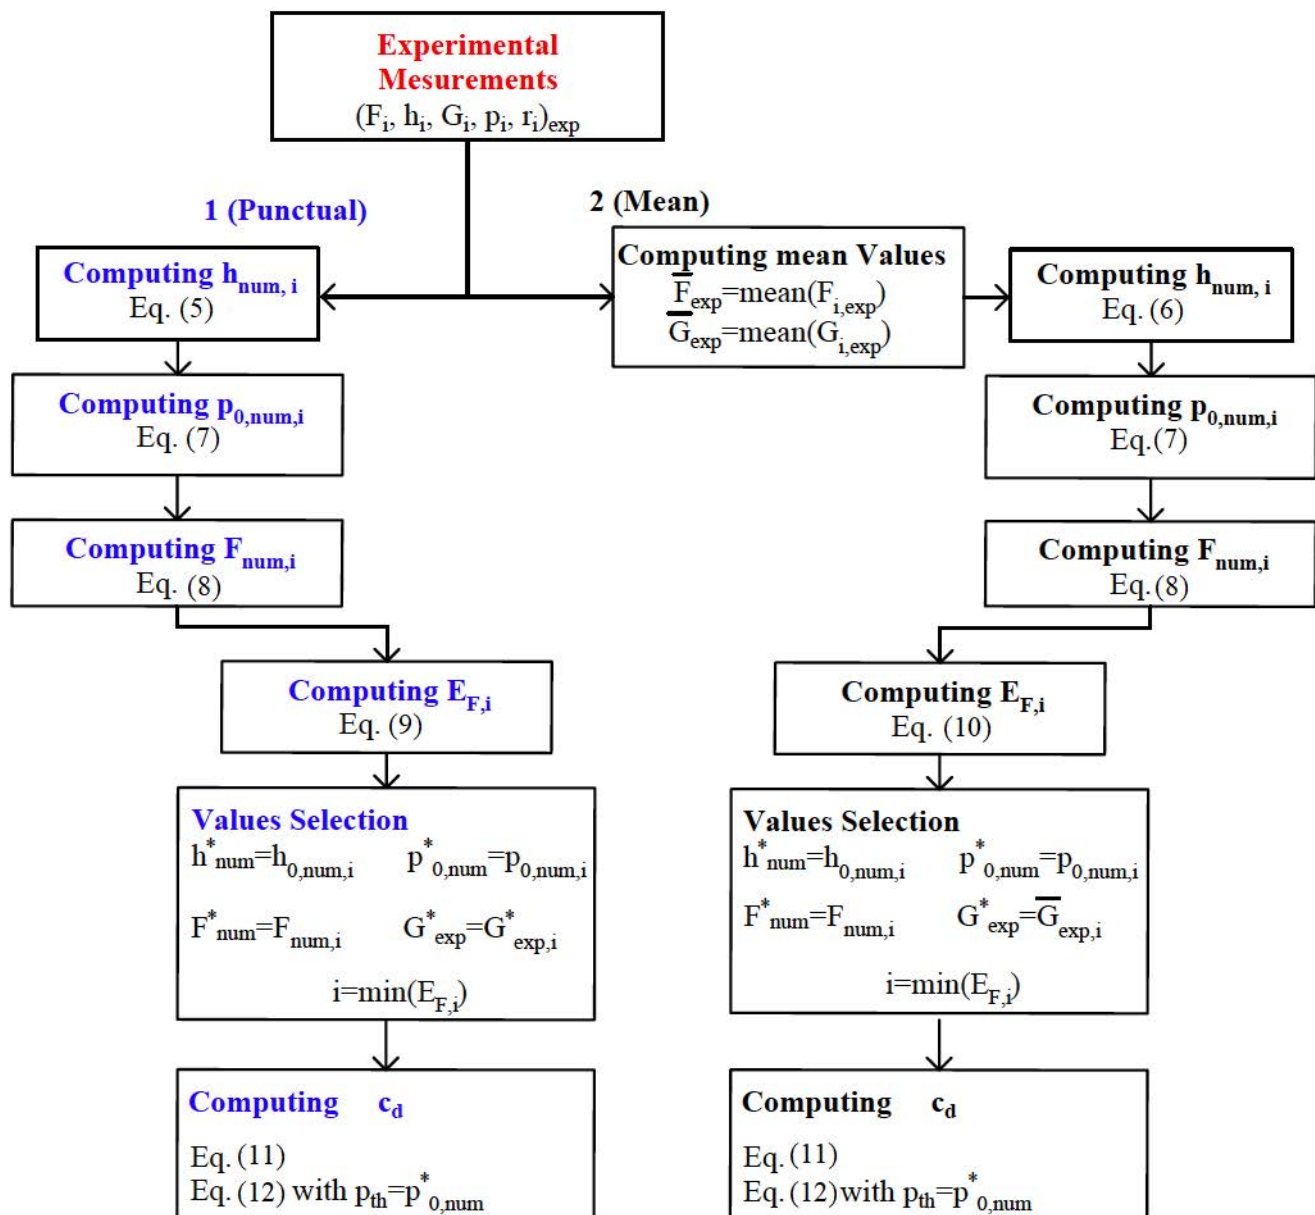 Experimental
Mesurements
(Fi, hi, Gi, pi, ri)exp
1 (Punctual)
2 (Mean)
Computing hnum, i
Eq. (5)
Computing mean Values
F̅exp=mean(Fi,exp)
G̅exp=mean(Gi,exp)
Computing hnum, i
Eq. (6)
Computing p0,num,i
Eq. (7)
Computing p0,num,i
Eq.(7)
Computing Fnum,i
Eq. (8)
Computing Fnum,i
Eq.(8)
Computing EF,i
Eq. (9)
Computing EF,i
Eq. (10)
Values Selection
h*num=h0,num,i p*0,num=p0,num,i
F*num=Fnum,i G*exp=G*exp,i
i=min(EF,i)
Values Selection
h*num=h0,num,i p*0,num=p0,num,i
F*num=Fnum,i G*exp=G̅exp,i
i=min(EF,i)
Computing cd
Eq. (11)
Eq. (12) with pth=p*0,num
Computing cd
Eq. (11)
Eq. (12) with pth=p*0,num